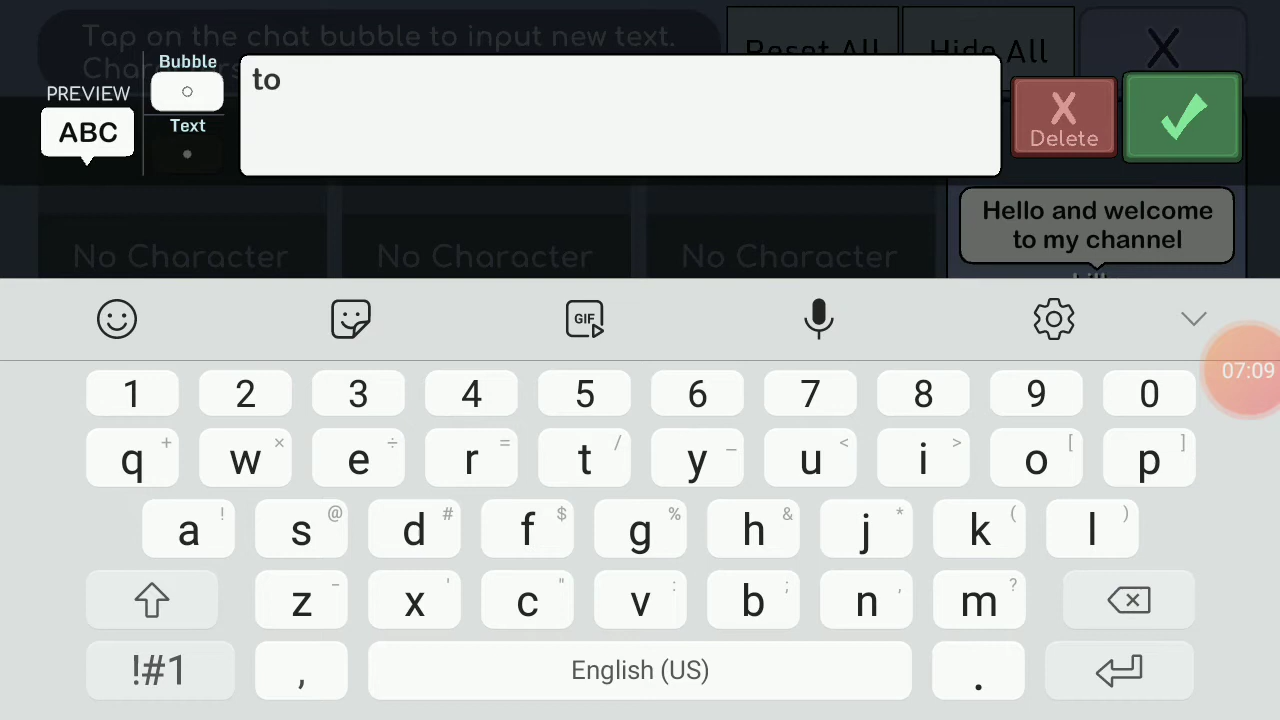 Tap on the chat bubble to input new text.
Reset All
Hide All
X
Bubble
to
PREVIEW
ABC
Text
X
Delete
Hello and welcome
to my channel
No Character
No Character
No Character
GIF
07:09
1 2 3 4 5 6 7 8 9 0
q + w × e ÷ r = t / y _ u < i > o [ p ]
a ! s @ d # f $ g % h & j * k ( l )
z - x ' c " v : b ; n , m ?
!#1 , English (US) .